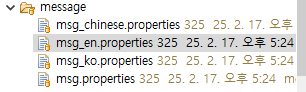 message
msg_chinese.properties 325 25. 2. 17. 오후 5
msg_en.properties 325 25. 2. 17. 오후 5:24
msg_ko.properties 325 25. 2. 17. 오후 5:24
msg.properties 325 25. 2. 17. 오후 5:24 me